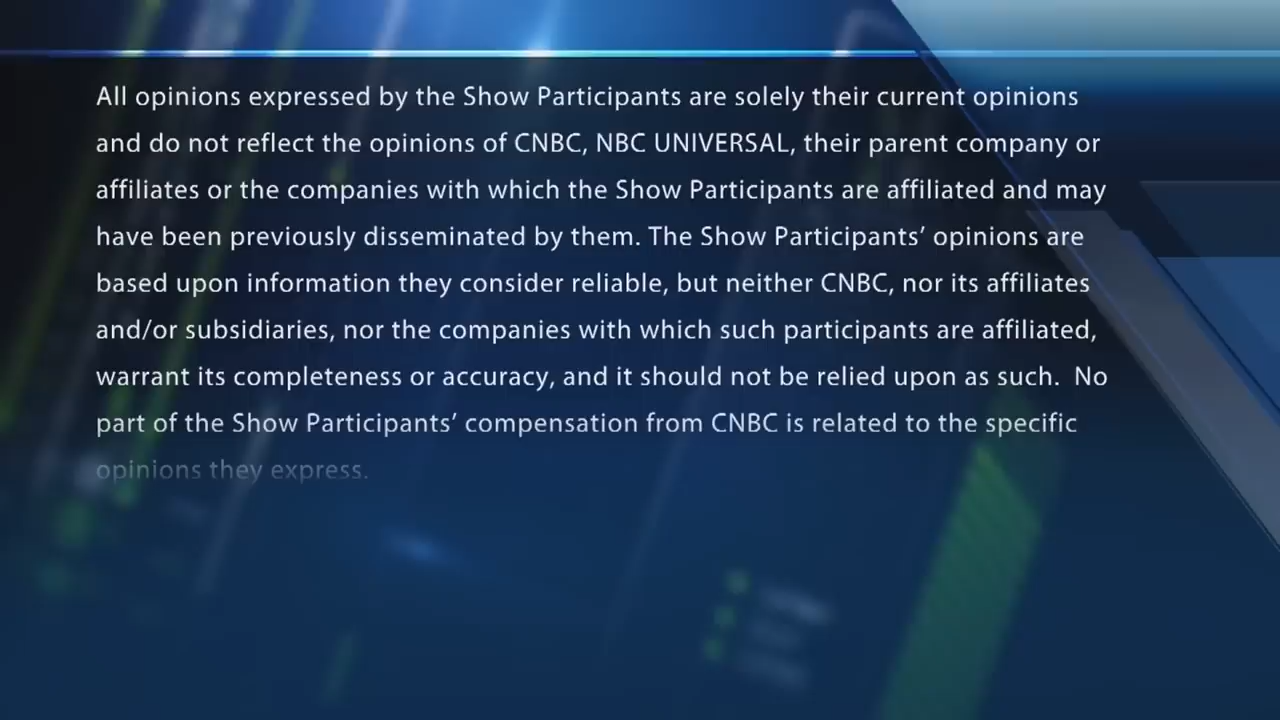 All opinions expressed by the Show Participants are solely their current opinions
and do not reflect the opinions of CNBC, NBC UNIVERSAL, their parent company or
affiliates or the companies with which the Show Participants are affiliated and may
have been previously disseminated by them. The Show Participants’ opinions are
based upon information they consider reliable, but neither CNBC, nor its affiliates
and/or subsidiaries, nor the companies with which such participants are affiliated,
warrant its completeness or accuracy, and it should not be relied upon as such.  No
part of the Show Participants’ compensation from CNBC is related to the specific
opinions they express.